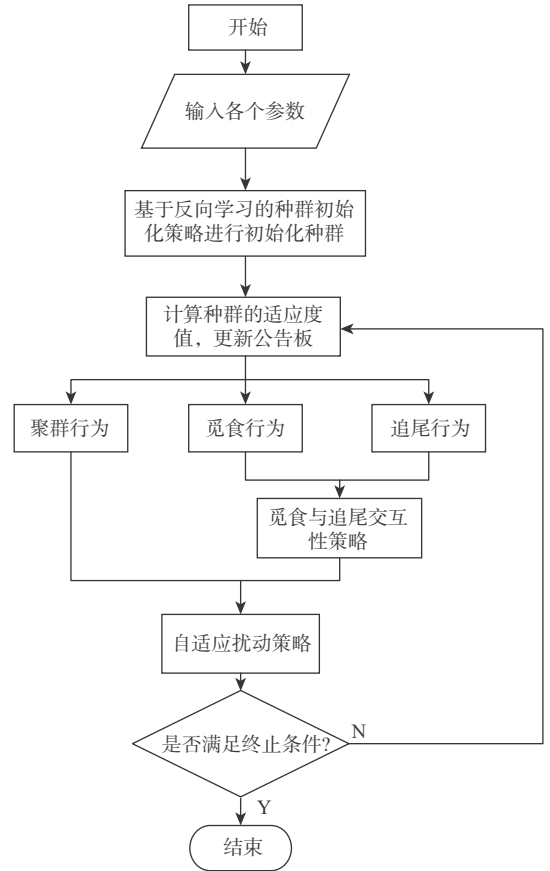 开始
输入各个参数
基于反向学习的种群初始
化策略进行初始化种群
计算种群的适应度
值，更新公告板
聚群行为
觅食行为
追尾行为
觅食与追尾交互
性策略
自适应扰动策略
是否满足终止条件?
N
Y
结束